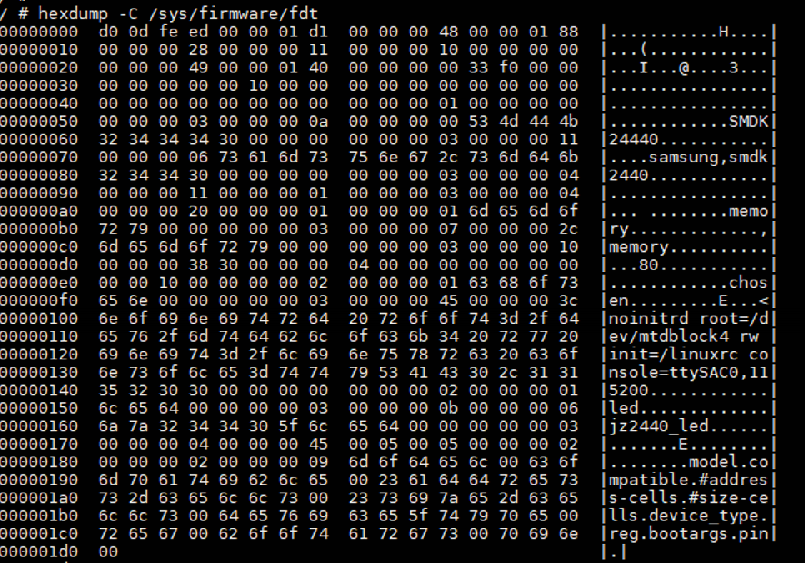 / # hexdump -C /sys/firmware/fdt
00000000  d0 0d fe ed 00 00 01 d1  00 00 00 48 00 00 01 88  |...........H....|
00000010  00 00 00 28 00 00 00 11  00 00 00 10 00 00 00 00  |...(............|
00000020  00 00 00 49 00 00 01 40  00 00 00 00 33 f0 00 00  |...I...@....3...|
00000030  00 00 00 00 00 10 00 00  00 00 00 00 00 00 00 00  |................|
00000040  00 00 00 00 00 00 00 00  00 00 00 01 00 00 00 00  |................|
00000050  00 00 00 03 00 00 00 0a  00 00 00 00 53 4d 44 4b  |............SMDK|
00000060  32 34 34 34 30 00 00 00  00 00 00 03 00 00 00 11  |24440...........|
00000070  00 00 00 06 73 61 6d 73  75 6e 67 2c 73 6d 64 6b  |....samsung,smdk|
00000080  32 34 34 30 00 00 00 00  00 00 00 03 00 00 00 04  |2440............|
00000090  00 00 00 11 00 00 00 01  00 00 00 03 00 00 00 04  |................|
000000a0  00 00 00 20 00 00 00 01  00 00 00 01 6d 65 6d 6f  |... ........memo|
000000b0  72 79 00 00 00 00 00 03  00 00 00 07 00 00 00 2c  |ry.............,|
000000c0  6d 65 6d 6f 72 79 00 00  00 00 00 03 00 00 00 10  |memory..........|
000000d0  00 00 00 38 30 00 00 00  04 00 00 00 00 00 00 00  |...80...........|
000000e0  00 00 10 00 00 00 00 02  00 00 00 01 63 68 6f 73  |............chos|
000000f0  65 6e 00 00 00 00 00 03  00 00 00 45 00 00 00 3c  |en.........E...<|
00000100  6e 6f 69 6e 69 74 72 64  20 72 6f 6f 74 3d 2f 64  |noinitrd root=/d|
00000110  65 76 2f 6d 74 64 62 6c  6f 63 6b 34 20 72 77 20  |ev/mtdblock4 rw |
00000120  69 6e 69 74 3d 2f 6c 69  6e 75 78 72 63 20 63 6f  |init=/linuxrc co|
00000130  6e 73 6f 6c 65 3d 74 74  79 53 41 43 30 2c 31 31  |nsole=ttySAC0,11|
00000140  35 32 30 30 00 00 00 00  00 00 00 02 00 00 00 01  |5200............|
00000150  6c 65 64 00 00 00 00 03  00 00 00 0b 00 00 00 06  |led.............|
00000160  6a 7a 32 34 34 30 5f 6c  65 64 00 00 00 00 00 03  |jz2440_led......|
00000170  00 00 00 04 00 00 00 45  00 05 00 05 00 00 00 02  |.......E........|
00000180  00 00 00 02 00 00 00 09  6d 6f 64 65 6c 00 63 6f  |........model.co|
00000190  6d 70 61 74 69 62 6c 65  00 23 61 64 64 72 65 73  |mpatible.#addres|
000001a0  73 2d 63 65 6c 6c 73 00  23 73 69 7a 65 2d 63 65  |s-cells.#size-ce|
000001b0  6c 6c 73 00 64 65 76 69  63 65 5f 74 79 70 65 00  |lls.device_type.|
000001c0  72 65 67 00 62 6f 6f 74  61 72 67 73 00 70 69 6e  |reg.bootargs.pin|
000001d0  00  |.|